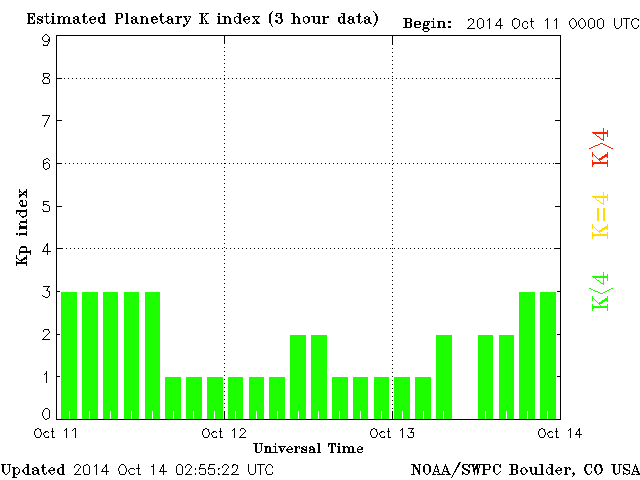 Estimated Planetary K index (3 hour data)
Begin: 2014 Oct 11 0000 UTC
9
8
7
6
5
4
3
2
1
0
Kp index
K>4
K=4
K<4
Oct 11
Oct 12
Oct 13
Oct 14
Universal Time
Updated 2014 Oct 14 02:55:22 UTC
NOAA/SWPC Boulder, CO USA